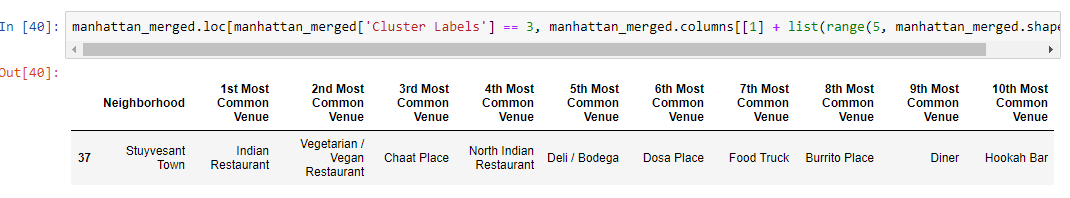 In [40]: manhattan_merged.loc[manhattan_merged['Cluster Labels'] == 3, manhattan_merged.columns[[1] + list(range(5, manhattan_merged.shape
Out[40]:
Neighborhood 1st Most Common Venue 2nd Most Common Venue 3rd Most Common Venue 4th Most Common Venue 5th Most Common Venue 6th Most Common Venue 7th Most Common Venue 8th Most Common Venue 9th Most Common Venue 10th Most Common Venue
37 Stuyvesant Town Indian Restaurant Vegetarian / Vegan Restaurant Chaat Place North Indian Restaurant Deli / Bodega Dosa Place Food Truck Burrito Place Diner Hookah Bar